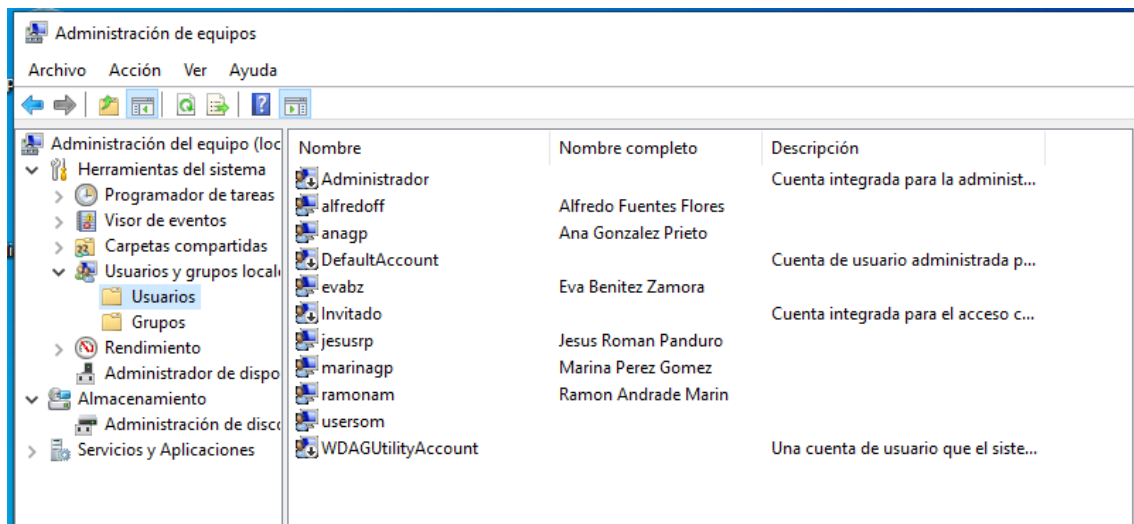 Administración de equipos
Archivo Acción Ver Ayuda
Administración del equipo (loc
Herramientas del sistema
Programador de tareas
Visor de eventos
Carpetas compartidas
Usuarios y grupos locale
Usuarios
Grupos
Rendimiento
Administrador de dispo
Almacenamiento
Administración de disco
Servicios y Aplicaciones
Nombre Nombre completo Descripción
Administrador Cuenta integrada para la administ...
alfredoff Alfredo Fuentes Flores
anagp Ana Gonzalez Prieto
DefaultAccount Cuenta de usuario administrada p...
evabz Eva Benitez Zamora
Invitado Cuenta integrada para el acceso c...
jesusrp Jesus Roman Panduro
marinagp Marina Perez Gomez
ramonam Ramon Andrade Marin
usersom
WDAGUtilityAccount Una cuenta de usuario que el siste...